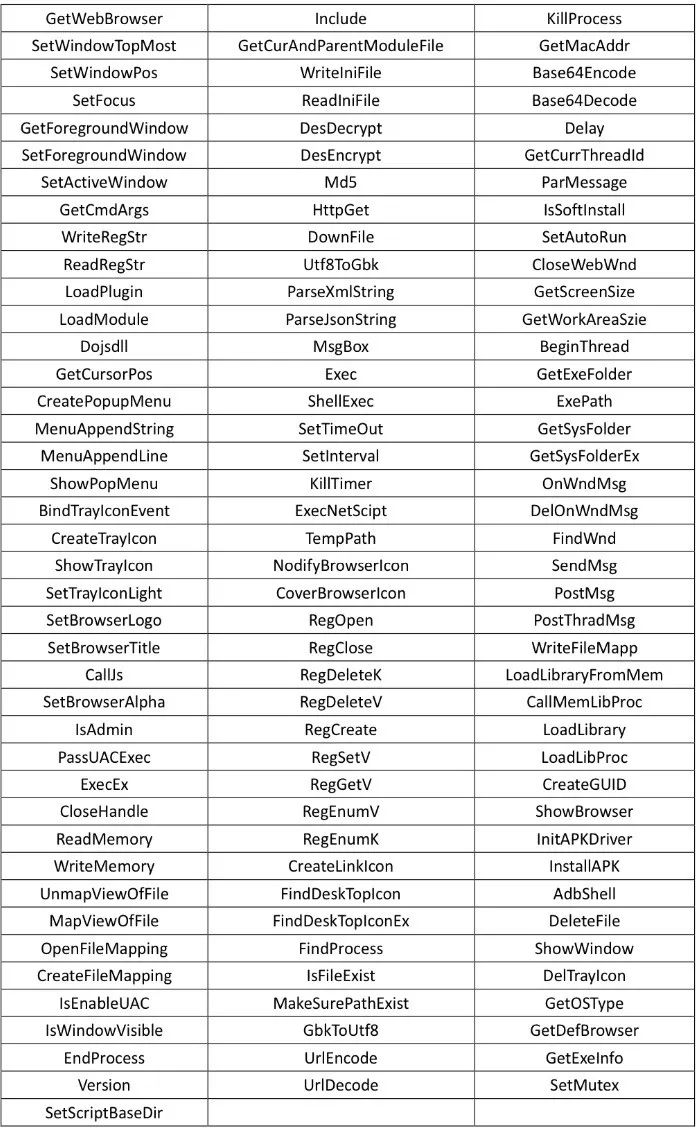 GetWebBrowser Include KillProcess
SetWindowTopMost GetCurAndParentModuleFile GetMacAddr
SetWindowPos WriteIniFile Base64Encode
SetFocus ReadIniFile Base64Decode
GetForegroundWindow DesDecrypt Delay
SetForegroundWindow DesEncrypt GetCurrThreadId
SetActiveWindow Md5 ParMessage
GetCmdArgs HttpGet IsSoftInstall
WriteRegStr DownFile SetAutoRun
ReadRegStr Utf8ToGbk CloseWebWnd
LoadPlugin ParseXmlString GetScreenSize
LoadModule ParseJsonString GetWorkAreaSzie
Dojsdll MsgBox BeginThread
GetCursorPos Exec GetExeFolder
CreatePopupMenu ShellExec ExePath
MenuAppendString SetTimeOut GetSysFolder
MenuAppendLine SetInterval GetSysFolderEx
ShowPopMenu KillTimer OnWndMsg
BindTrayIconEvent ExecNetScipt DelOnWndMsg
CreateTrayIcon TempPath FindWnd
ShowTrayIcon NodifyBrowserIcon SendMsg
SetTrayIconLight CoverBrowserIcon PostMsg
SetBrowserLogo RegOpen PostThradMsg
SetBrowserTitle RegClose WriteFileMapp
CallJs RegDeleteK LoadLibraryFromMem
SetBrowserAlpha RegDeleteV CallMemLibProc
IsAdmin RegCreate LoadLibrary
PassUACExec RegSetV LoadLibProc
ExecEx RegGetV CreateGUID
CloseHandle RegEnumV ShowBrowser
ReadMemory RegEnumK InitAPKDriver
WriteMemory CreateLinkIcon InstallAPK
UnmapViewOfFile FindDeskTopIcon AdbShell
MapViewOfFile FindDeskTopIconEx DeleteFile
OpenFileMapping FindProcess ShowWindow
CreateFileMapping IsFileExist DelTrayIcon
IsEnableUAC MakeSurePathExist GetOSType
IsWindowVisible GbkToUtf8 GetDefBrowser
EndProcess UrlEncode GetExeInfo
Version UrlDecode SetMutex
SetScriptBaseDir